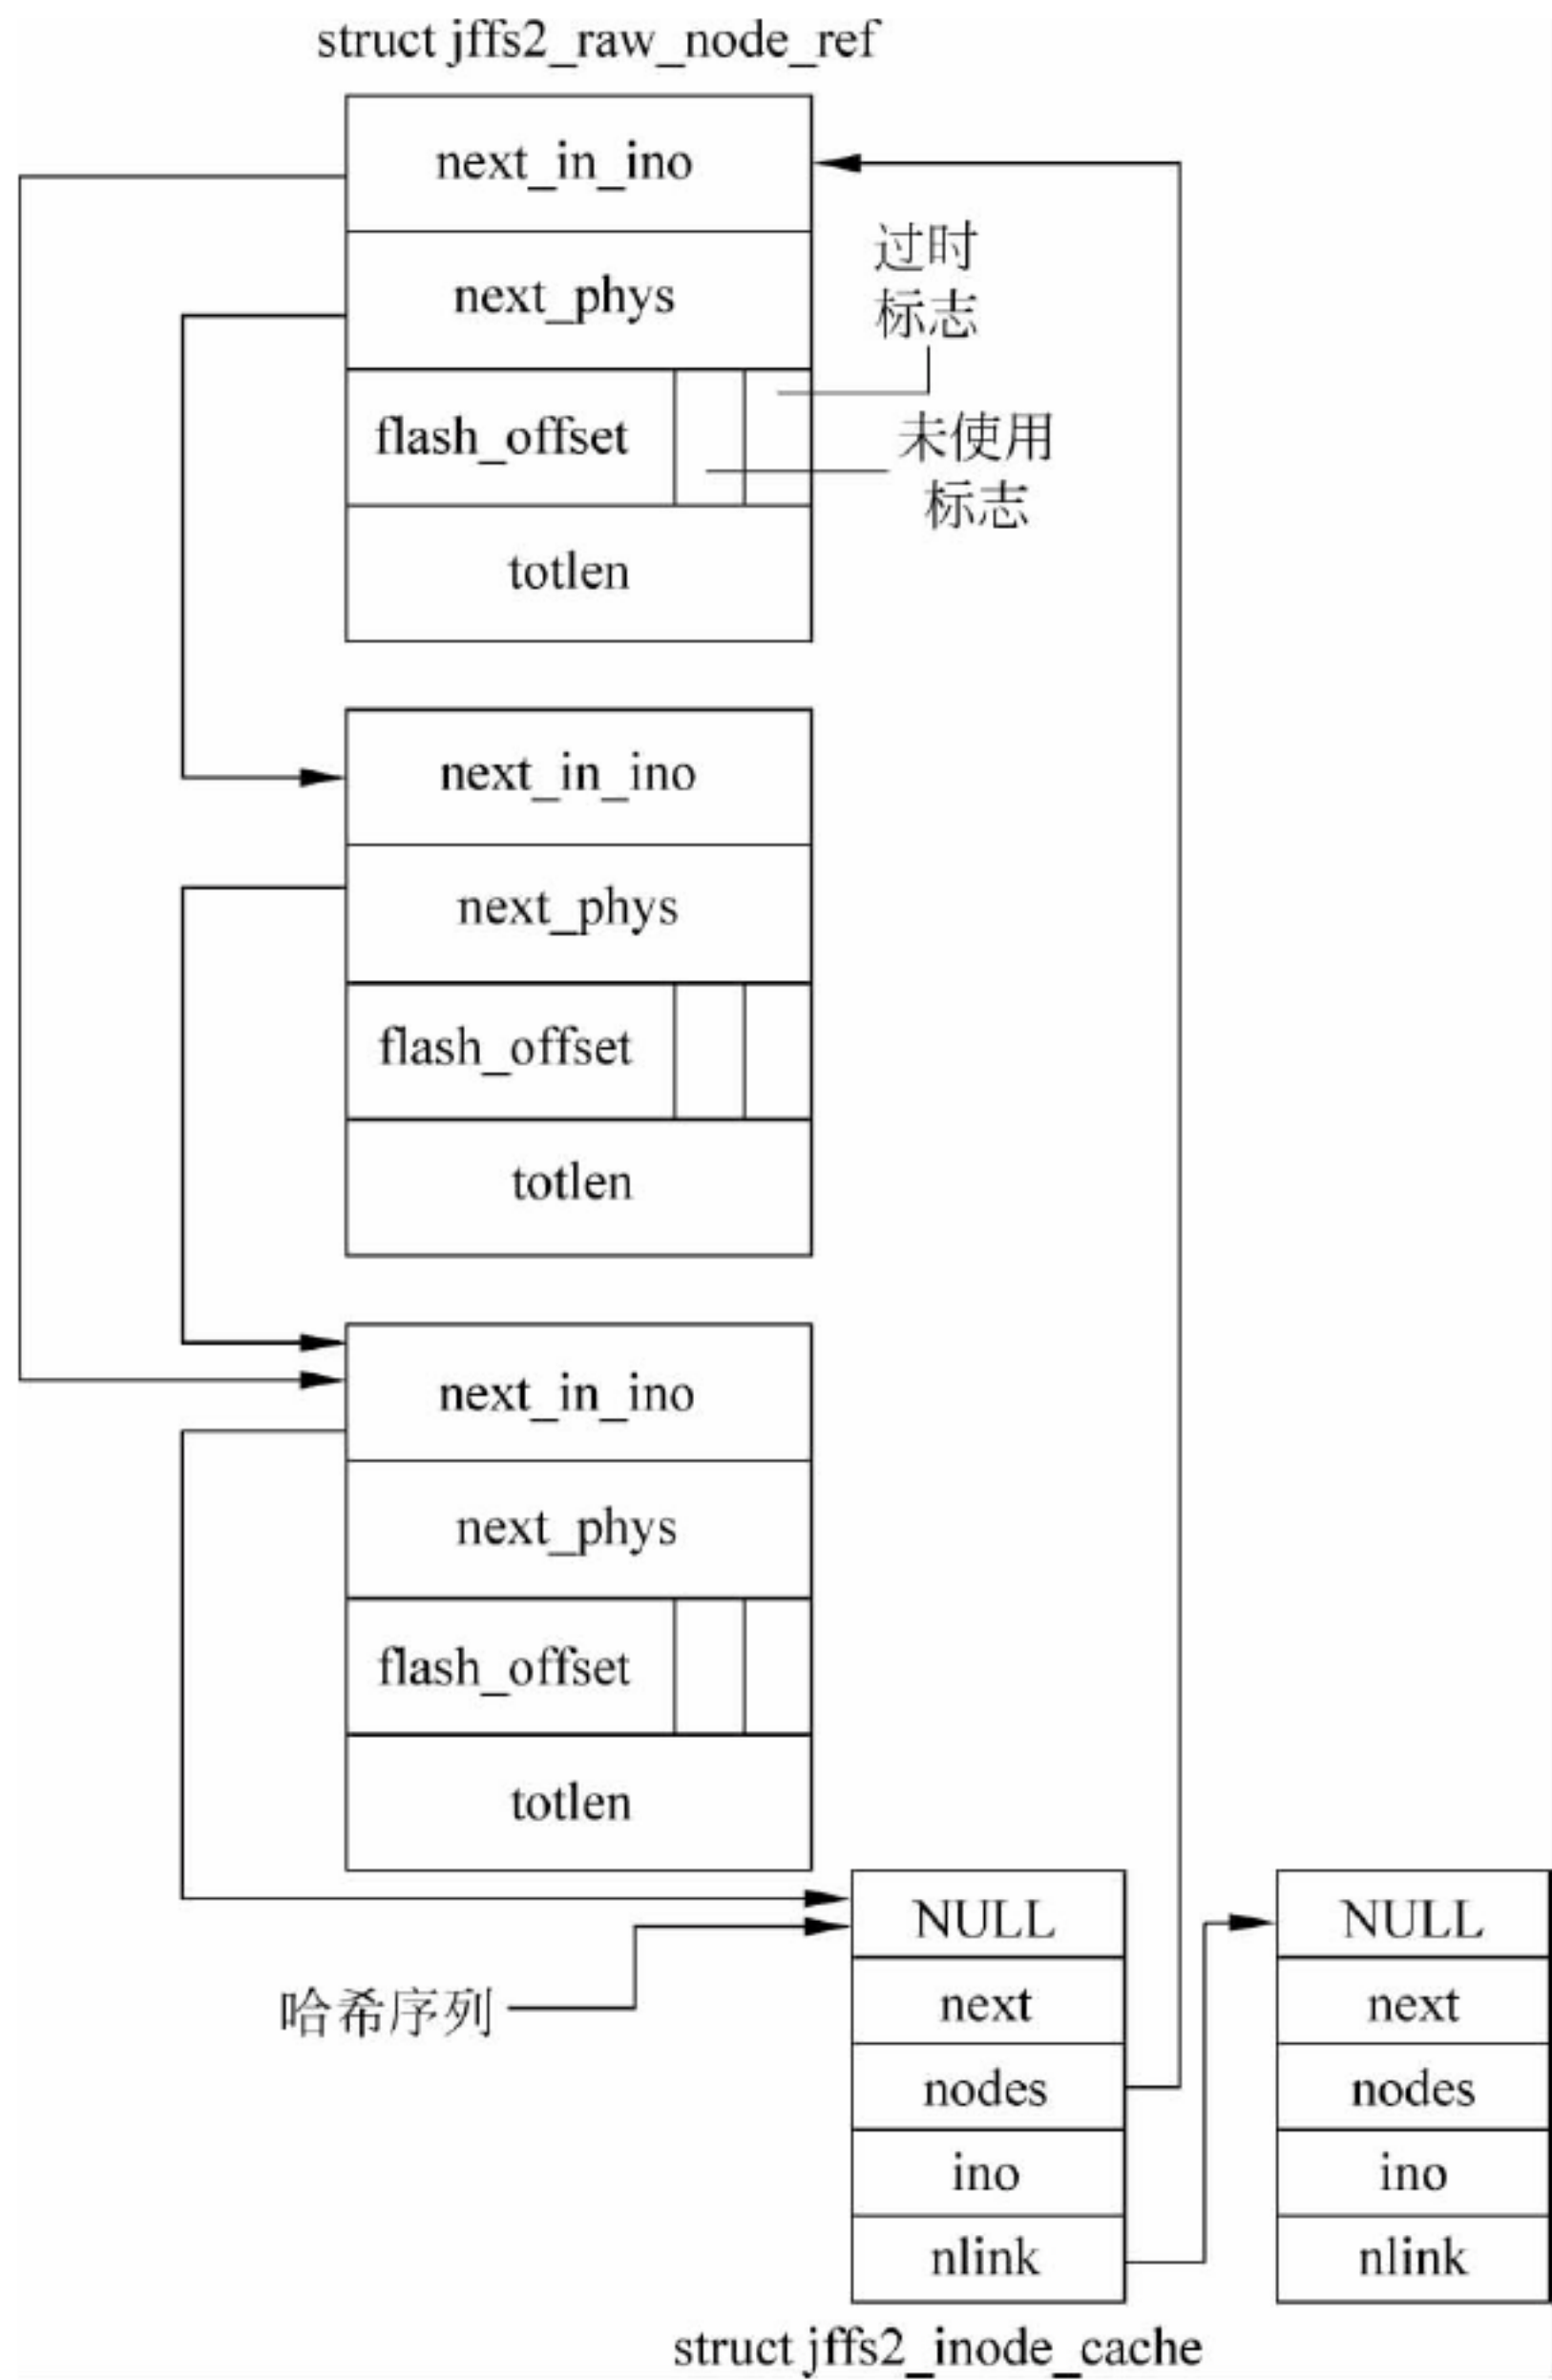 struct jffs2_raw_node_ref
next_in_ino
next_phys
过时
标志
flash_offset
未使用
标志
totlen
next_in_ino
next_phys
flash_offset
totlen
next_in_ino
next_phys
flash_offset
totlen
哈希序列
NULL
next
nodes
ino
nlink
NULL
next
nodes
ino
nlink
struct jffs2_inode_cache